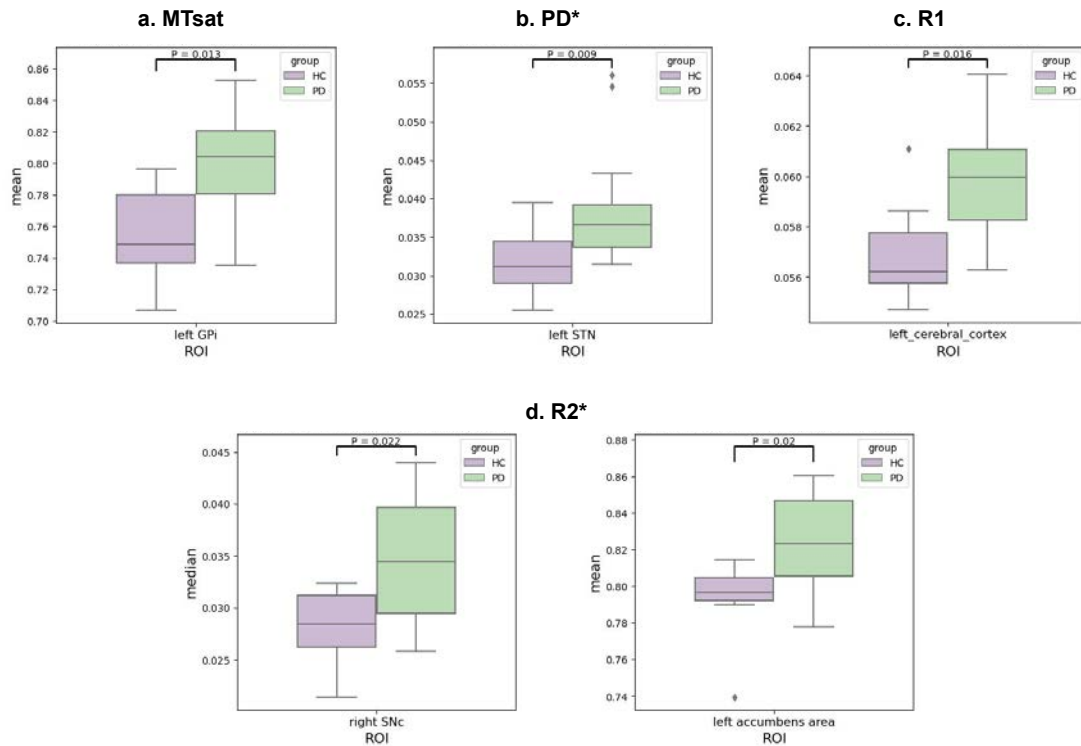 a. MTsat
b. PD*
c. R1
P = 0.013
group
HC
PD
0.86
0.84
0.82
0.80
0.78
0.76
0.74
0.72
0.70
mean
left GPi
ROI
P = 0.009
group
HC
PD
0.055
0.050
0.045
0.040
0.035
0.030
0.025
mean
left STN
ROI
P = 0.016
group
HC
PD
0.064
0.062
0.060
0.058
0.056
mean
left_cerebral_cortex
ROI
d. R2*
P = 0.022
group
HC
PD
0.045
0.040
0.035
0.030
0.025
median
right SNc
ROI
P = 0.02
group
HC
PD
0.88
0.86
0.84
0.82
0.80
0.78
0.76
0.74
mean
left accumbens area
ROI